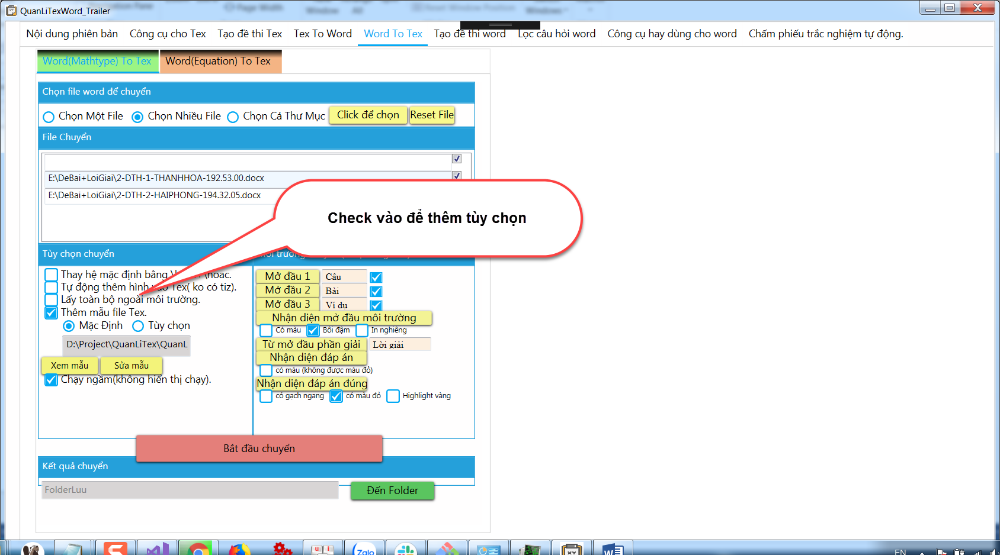 QuanLiTexWord_Trailer
Nội dung phiên bản Công cụ cho Tex Tạo đề thi Tex Tex To Word Word To Tex Tạo đề thi word Lọc câu hỏi word Công cụ hay dùng cho word Chấm phiếu trắc nghiệm tự động.
Word(Mathtype) To Tex Word(Equation) To Tex
Chọn file word để chuyển
Chọn Một File Chọn Nhiều File Chọn Cả Thư Mục Click để chọn Reset File
File Chuyển
E:\DeBai+LoiGiai\2-DTH-1-THANHHOA-192.53.00.docx
E:\DeBai+LoiGiai\2-DTH-2-HAIPHONG-194.32.05.docx
Check vào để thêm tùy chọn
Tùy chọn chuyển
Thay hệ mặc định bằng \hoac.
Tự động thêm hình vào Tex( ko có tiz).
Lấy toàn bộ ngoài môi trường.
Thêm mẫu file Tex.
Mặc Định Tùy chọn
D:\Project\QuanLiTex\QuanL
Xem mẫu Sửa mẫu
Chạy ngầm(không hiển thị chạy).
Mở đầu 1 Câu
Mở đầu 2 Bài
Mở đầu 3 Ví dụ
Nhận diện mở đầu môi trường
Có màu Bôi đậm In nghiêng
Từ mở đầu phần giải Lời giải
Nhận diện đáp án
có màu (không được màu đỏ)
Nhận diện đáp án đúng
có gạch ngang có màu đỏ Highlight vàng
Bắt đầu chuyển
Kết quả chuyển
FolderLuu Đến Folder
Zalo
EN